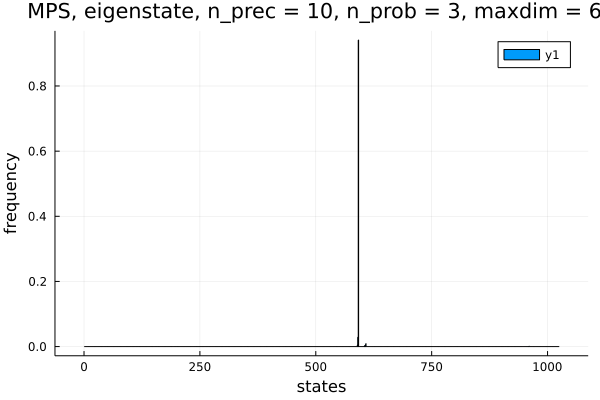 MPS, eigenstate, n_prec = 10, n_prob = 3, maxdim = 6
y1
frequency
0.8
0.6
0.4
0.2
0.0
0 250 500 750 1000
states